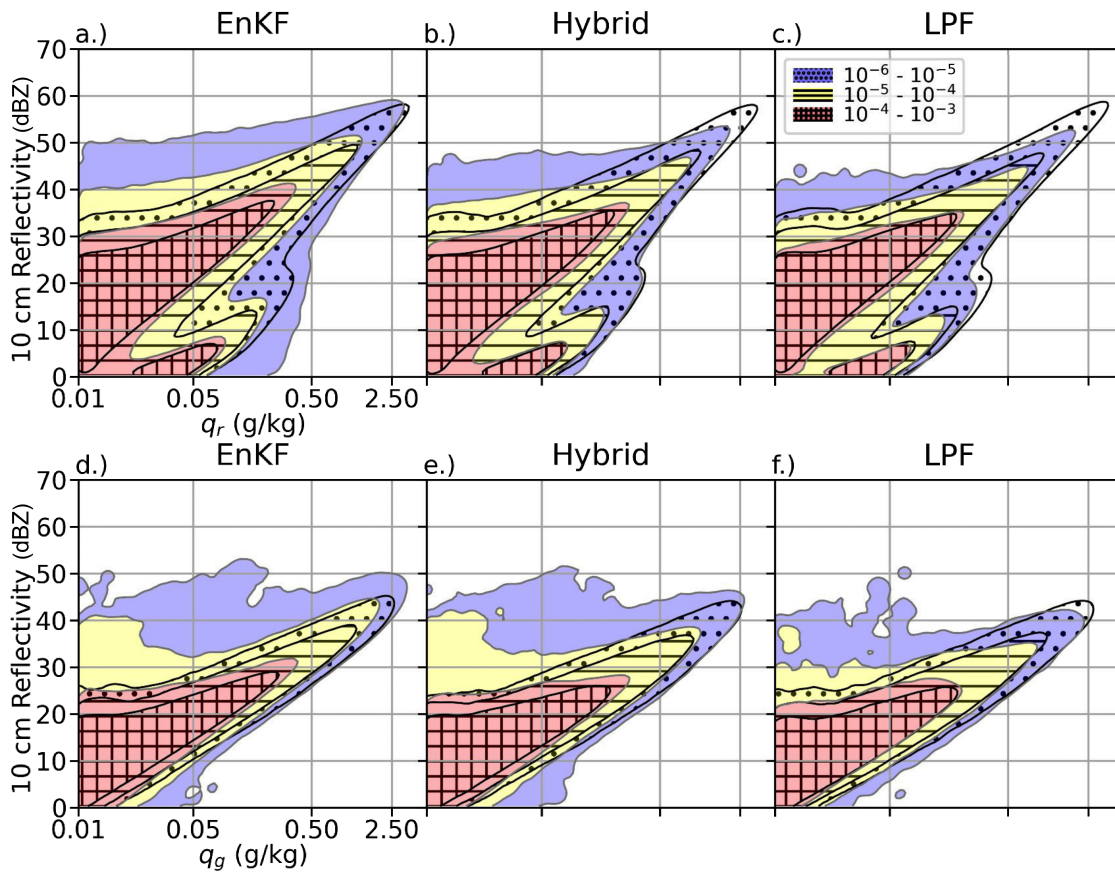 a.) EnKF b.) Hybrid c.) LPF
10 cm Reflectivity (dBZ)
70
60
50
40
30
20
10
0
10⁻⁶ - 10⁻⁵
10⁻⁵ - 10⁻⁴
10⁻⁴ - 10⁻³
0.01 0.05 0.50 2.50
q_r (g/kg)
d.) EnKF e.) Hybrid f.) LPF
10 cm Reflectivity (dBZ)
70
60
50
40
30
20
10
0
0.01 0.05 0.50 2.50
q_g (g/kg)